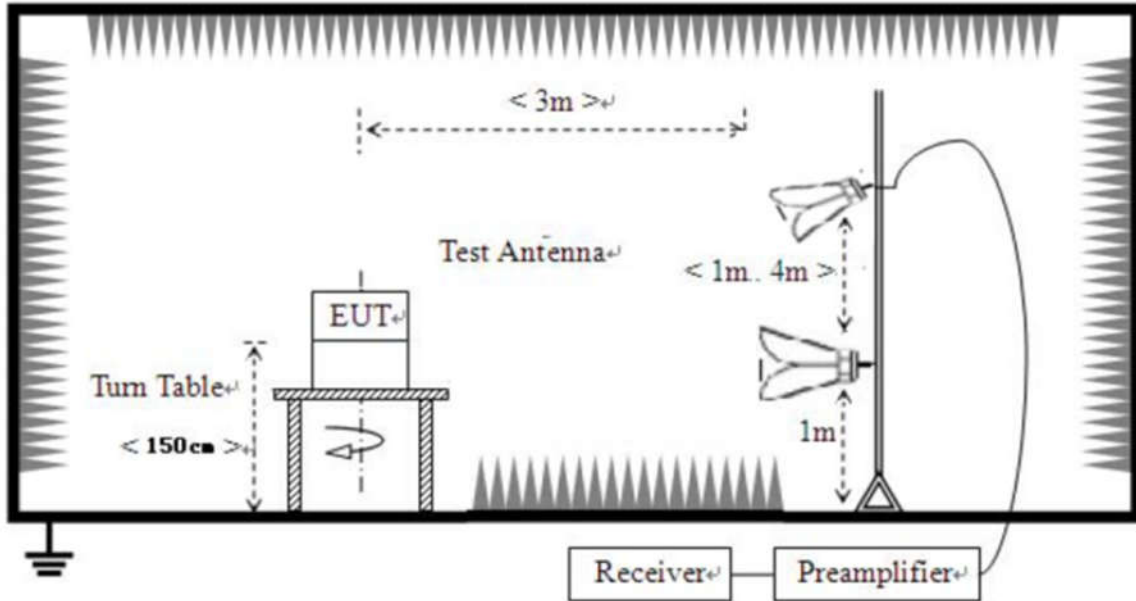 < 3m >↵
Test Antenna↵
< 1m.. 4m >
EUT↵
Turn Table↵
< 150cm >↵
1m
Receiver↵
Preamplifier↵